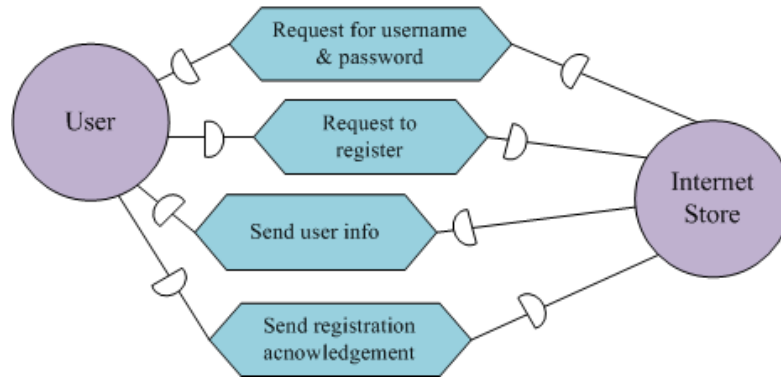 Request for username
& password
User
Request to
register
Internet
Store
Send user info
Send registration
acnowledgement